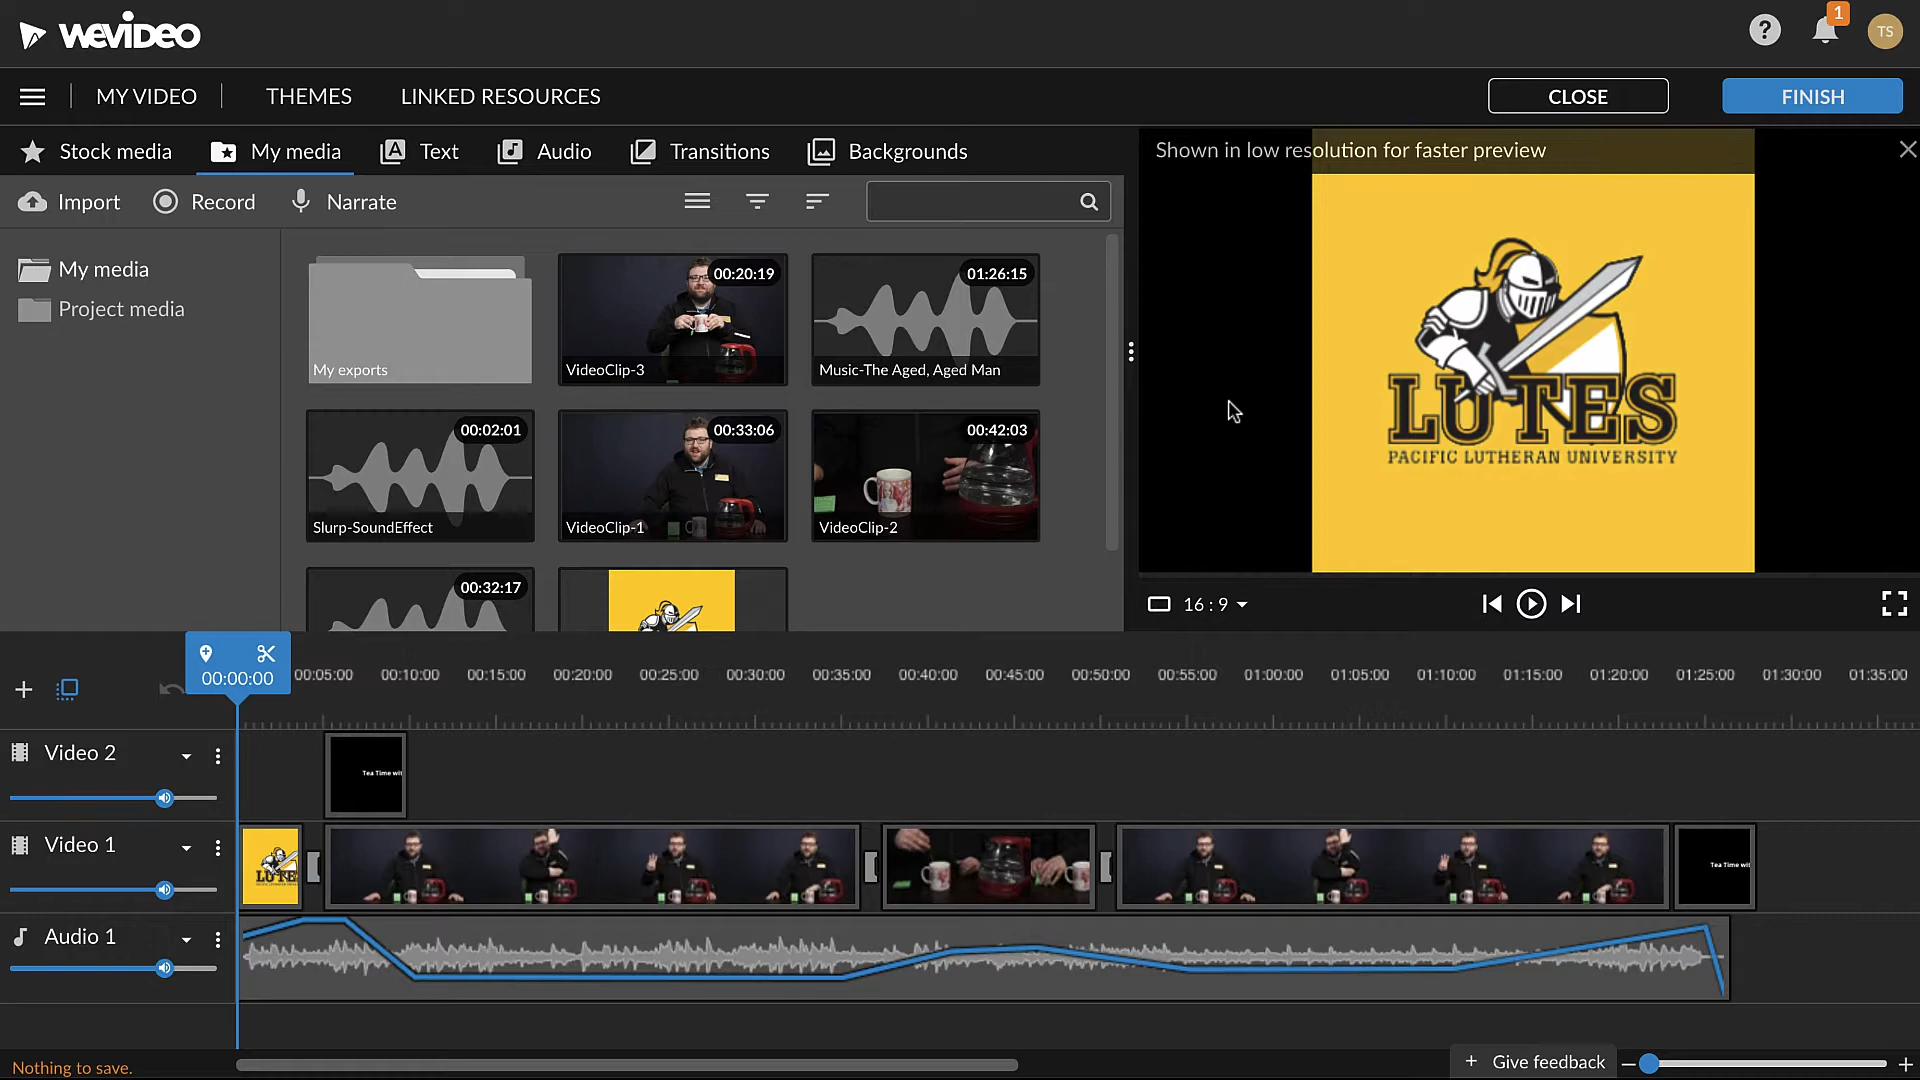 WEVIDEO
1
TS
MY VIDEO
THEMES
LINKED RESOURCES
CLOSE
FINISH
Stock media
My media
Text
Audio
Transitions
Backgrounds
Shown in low resolution for faster preview
Import
Record
Narrate
My media
Project media
My exports
00:20:19
VideoClip-3
01:26:15
Music-The Aged, Aged Man
00:02:01
Slurp-SoundEffect
00:33:06
VideoClip-1
00:42:03
VideoClip-2
00:32:17
LUTES
PACIFIC LUTHERAN UNIVERSITY
16 : 9
00:00:00
00:05:00
00:10:00
00:15:00
00:20:00
00:25:00
00:30:00
00:35:00
00:40:00
00:45:00
00:50:00
00:55:00
01:00:00
01:05:00
01:10:00
01:15:00
01:20:00
01:25:00
01:30:00
01:35:00
Video 2
Tea Time wit
Video 1
LUTE
Tea Time wit
Audio 1
Nothing to save.
+ Give feedback